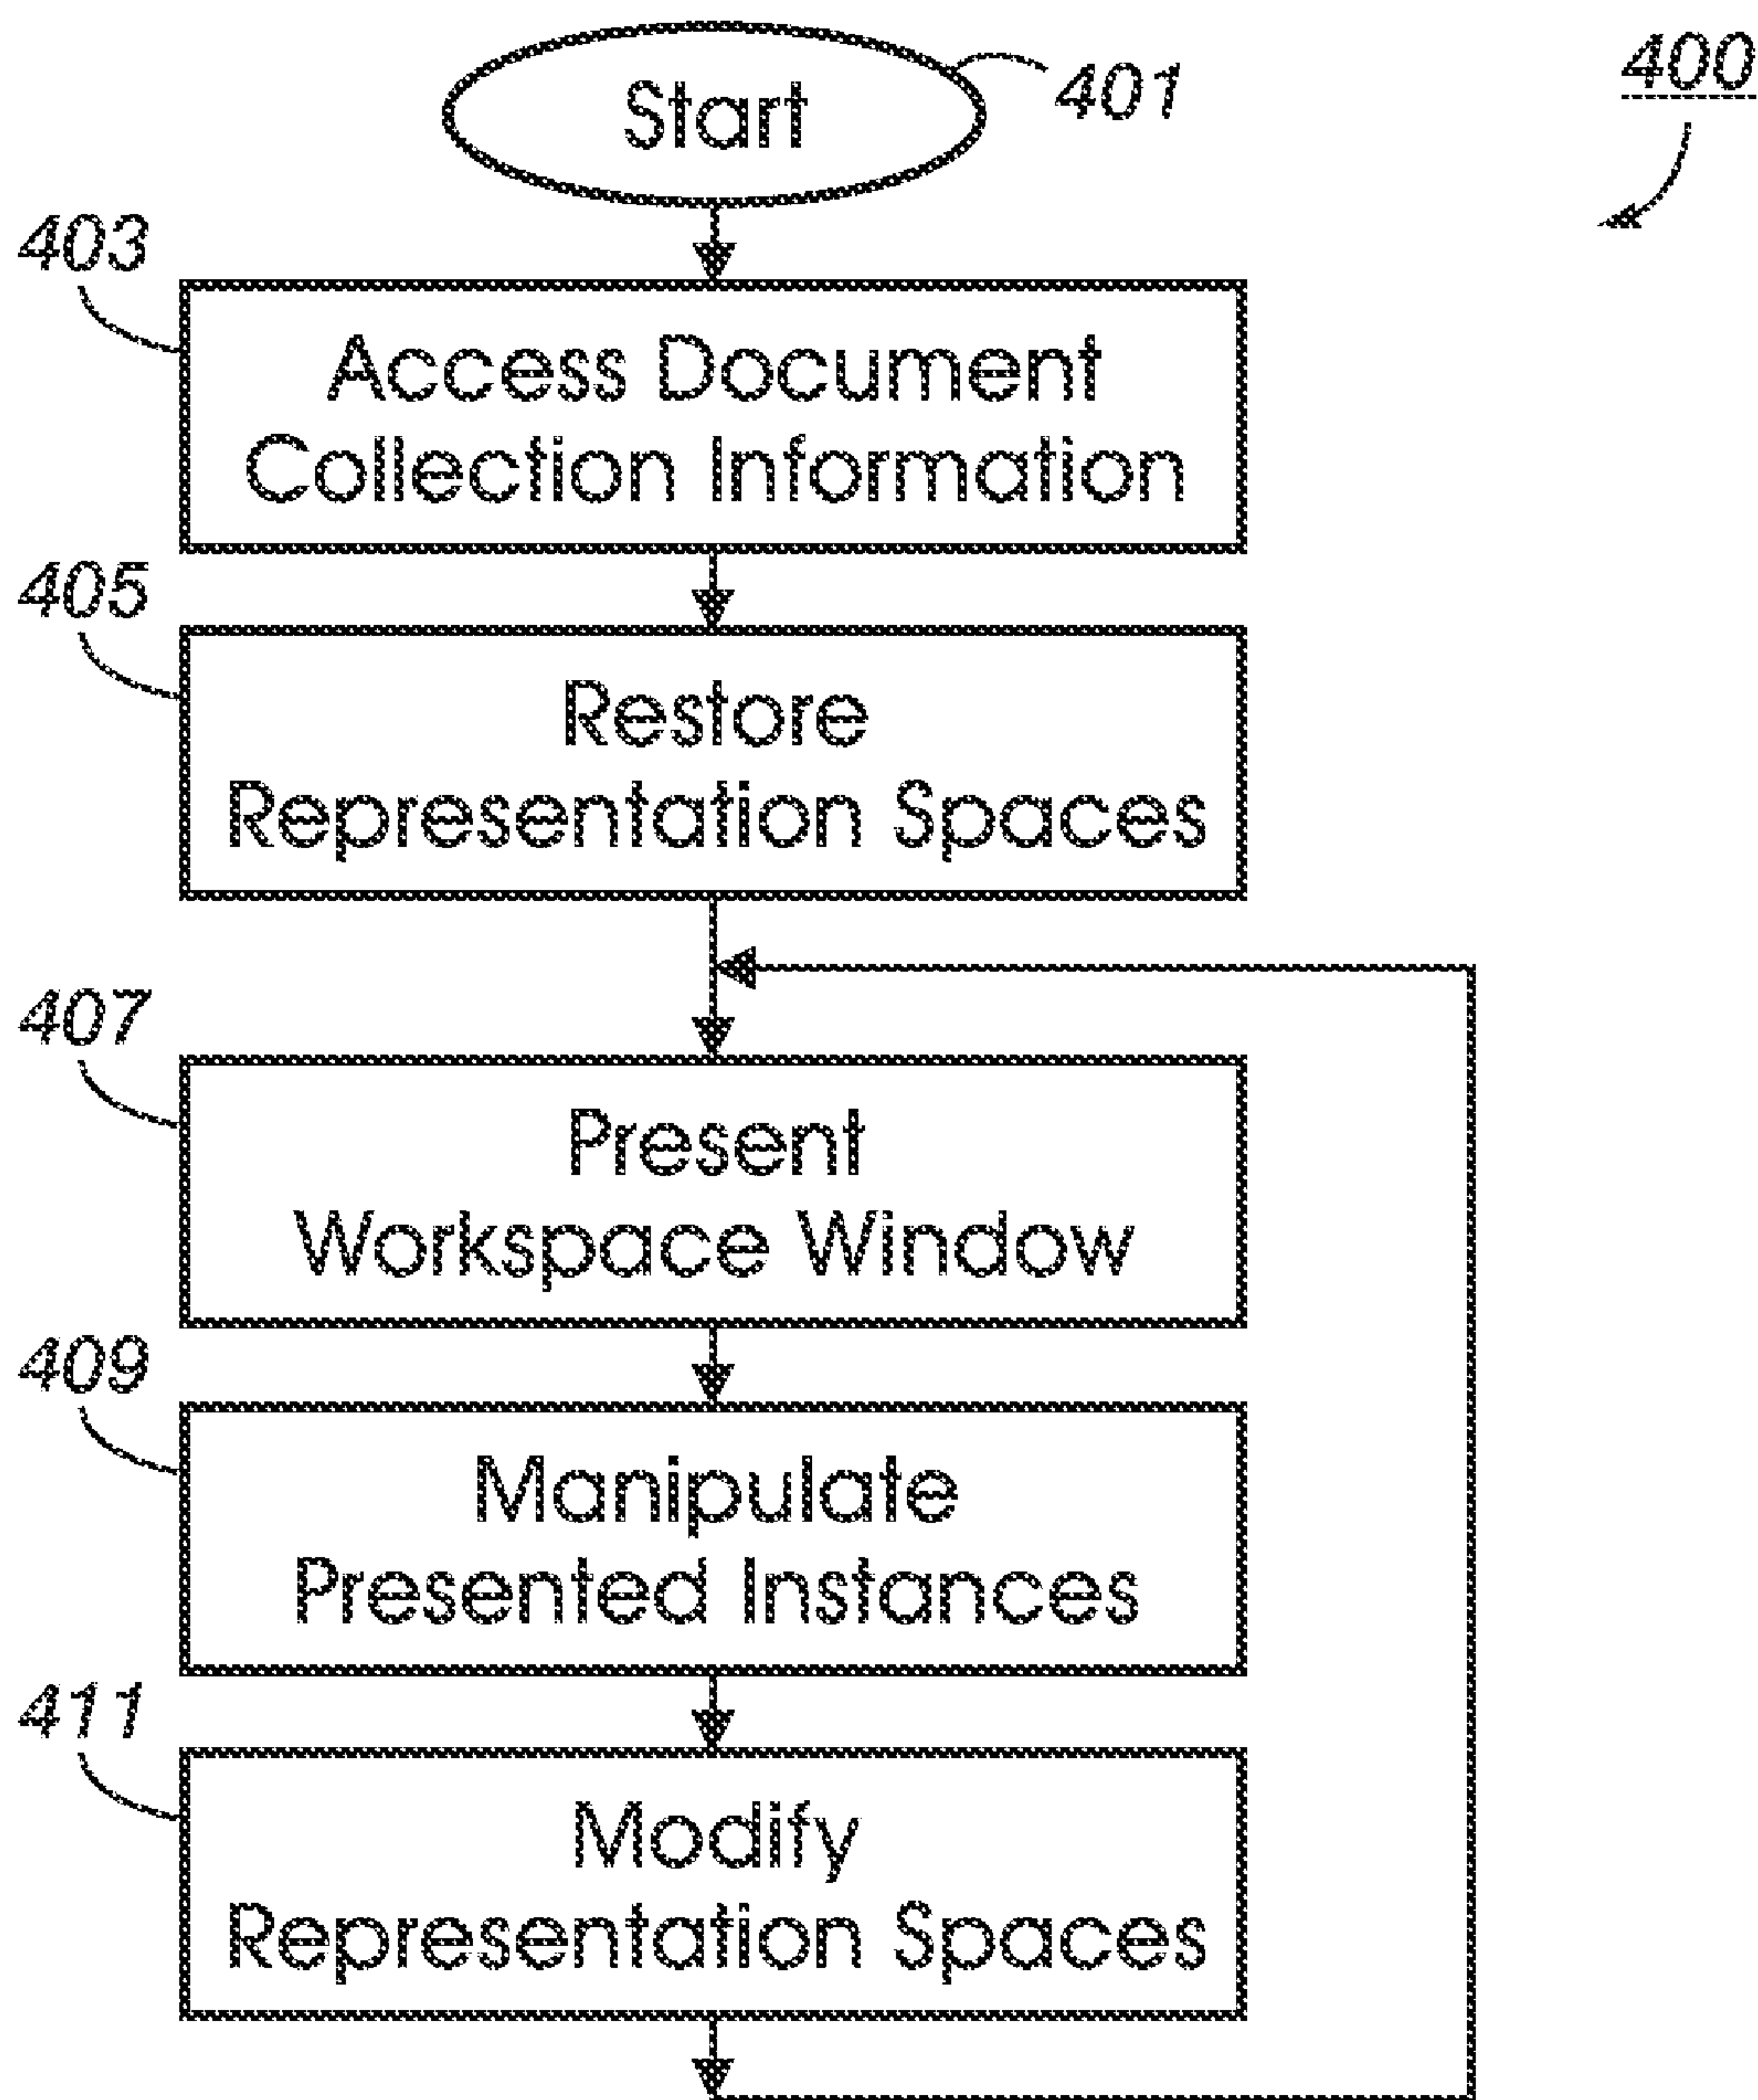 400
Start
401
403
Access Document
Collection Information
405
Restore
Representation Spaces
407
Present
Workspace Window
409
Manipulate
Presented Instances
411
Modify
Representation Spaces